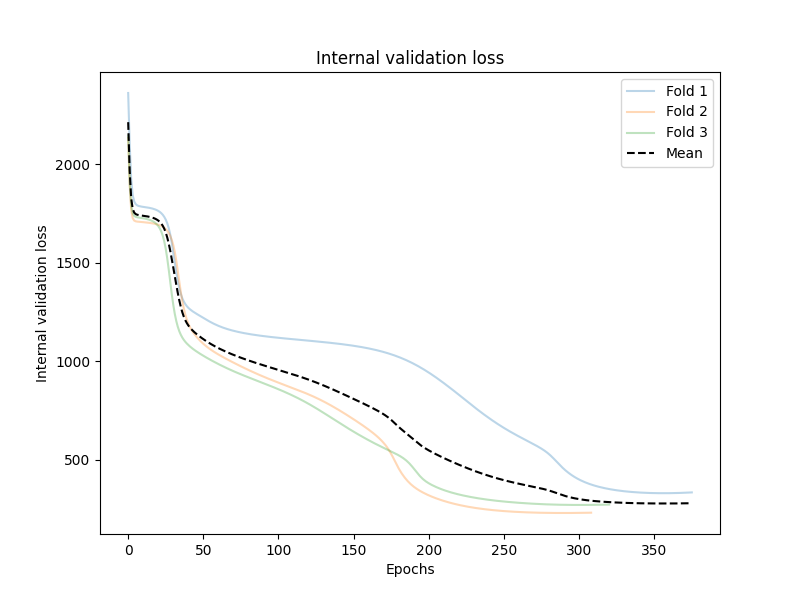 Internal validation loss
Fold 1
Fold 2
Fold 3
Mean
Internal validation loss
2000
1500
1000
500
0 50 100 150 200 250 300 350
Epochs